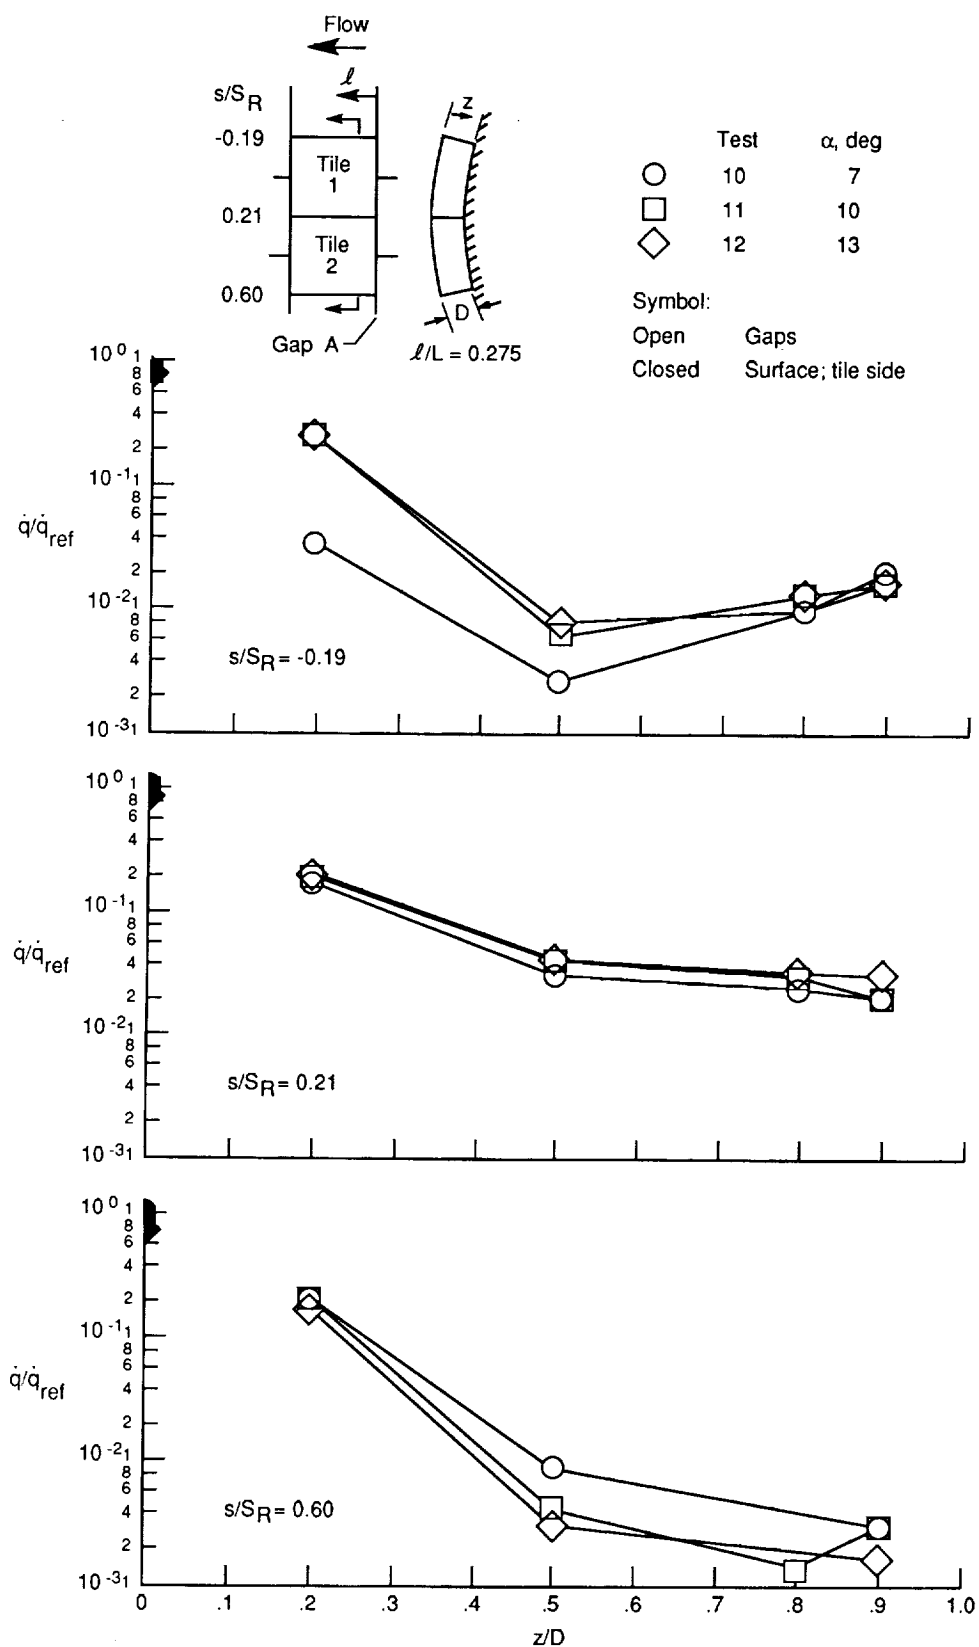 Flow
ℓ
s/S_R
z
-0.19
Tile 1
0.21
Tile 2
0.60
D
Gap A
ℓ/L = 0.275
Test α, deg
10 7
11 10
12 13
Symbol:
Open Gaps
Closed Surface; tile side
10^0 1
8
6
4
2
10^-1 1
8
6
q̇/q̇_ref
4
2
10^-2 1
8
6
4
s/S_R = -0.19
2
10^-3 1
10^0 1
8
6
4
2
10^-1 1
8
6
q̇/q̇_ref
4
2
10^-2 1
8
6
4
s/S_R = 0.21
2
10^-3 1
10^0 1
8
6
4
2
10^-1 1
8
6
q̇/q̇_ref
4
2
10^-2 1
8
6
4
s/S_R = 0.60
2
10^-3 1
0 .1 .2 .3 .4 .5 .6 .7 .8 .9 1.0
z/D